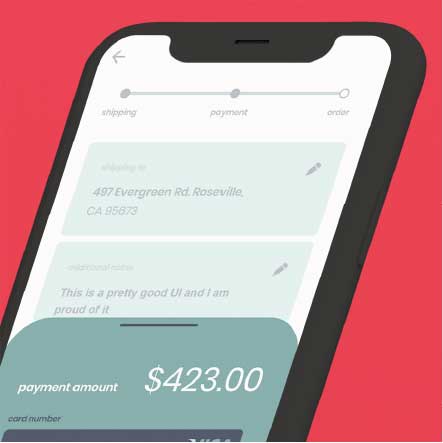 shipping payment order
shipping to
497 Evergreen Rd. Roseville,
CA 95673
additional notes
This is a pretty good UI and I am
proud of it
payment amount $423.00
card number
VISA